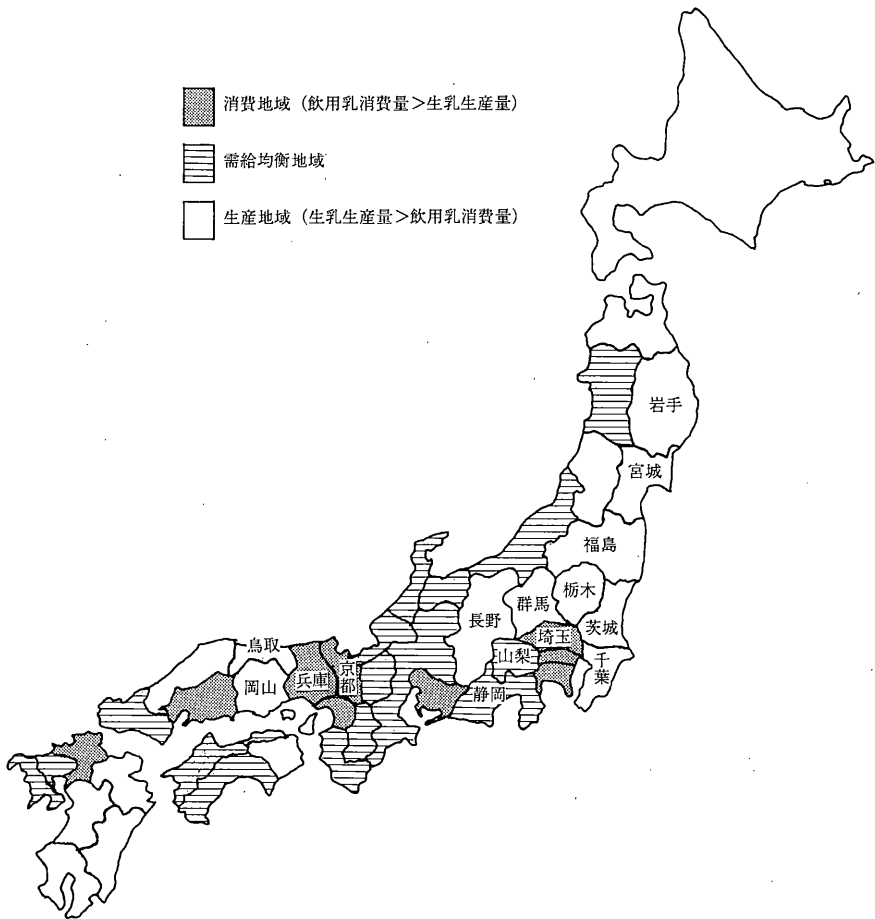 消費地域（飲用乳消費量＞生乳生産量）
需給均衡地域
生産地域（生乳生産量＞飲用乳消費量）
岩手
宮城
福島
栃木
群馬
長野
茨城
埼玉
山梨
千葉
静岡
鳥取
京都
兵庫
岡山